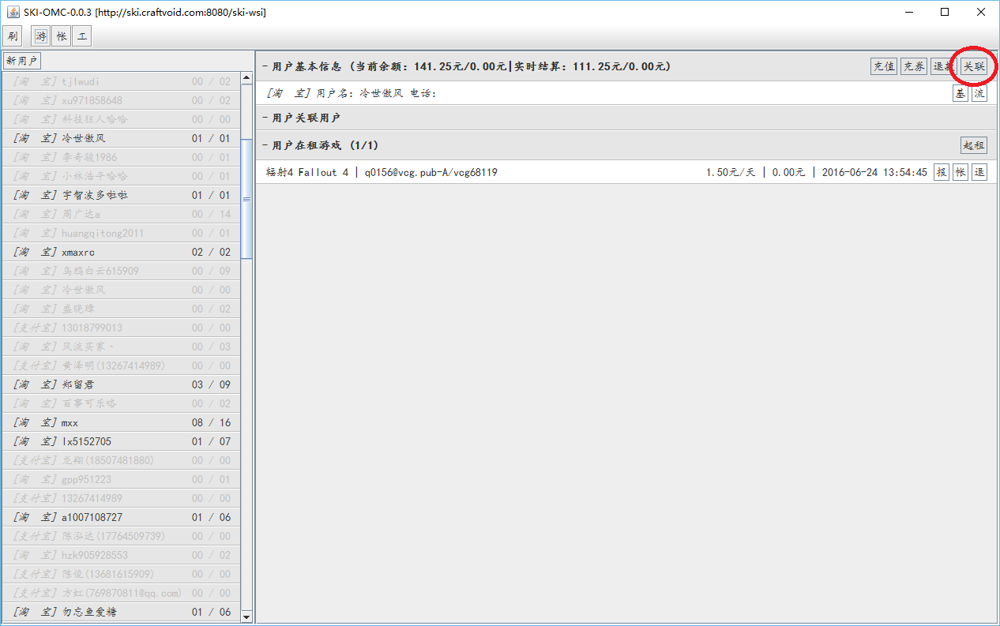 SKI-OMC-0.0.3 [http://ski.craftvoid.com:8080/ski-wsi]
刷 游 帐 工
新用户
[淘 宝] tjlwudi 00 / 02
[淘 宝] xu971858648 00 / 02
[淘 宝] 科技狂人哈哈 00 / 00
[淘 宝] 冷世傲风 01 / 01
[淘 宝] 李奇骏1986 00 / 01
[淘 宝] 小林浩平哈哈 00 / 01
[淘 宝] 宇智波多啦啦 01 / 01
[淘 宝] 周广达a 00 / 14
[淘 宝] huangqitong2011 00 / 01
[淘 宝] xmaxrc 02 / 02
[淘 宝] 乌鸦白云615909 00 / 09
[淘 宝] 冷世傲风 00 / 00
[淘 宝] 盛晓璋 00 / 02
[支付宝] 13018799013 00 / 00
[淘 宝] 风流买家丶 00 / 03
[支付宝] 黄泽明(13267414989) 00 / 00
[淘 宝] 郑留君 03 / 09
[淘 宝] 百事可乐咯 00 / 02
[淘 宝] mxx 08 / 16
[淘 宝] lx5152705 01 / 07
[支付宝] 龙翔(18507481880) 00 / 00
[淘 宝] gpp951223 00 / 01
[支付宝] 13267414989 00 / 00
[淘 宝] a1007108727 01 / 06
[支付宝] 陈泓达(17764509739) 00 / 00
[淘 宝] hzk905928553 00 / 02
[支付宝] 陈俊(13681615909) 00 / 00
[支付宝] 方虹(769870811@qq.com) 00 / 00
[淘 宝] 勿忘鱼爱猪 01 / 06
- 用户基本信息 (当前余额: 141.25元/0.00元|实时结算: 111.25元/0.00元) 充值 充券 退款 关联
[淘 宝] 用户名: 冷世傲风 电话: 基 流
- 用户关联用户
- 用户在租游戏 (1/1) 起租
辐射4 Fallout 4 | q0156@vcg.pub-A/vcg68119 1.50元/天 | 0.00元 | 2016-06-24 13:54:45 报 帐 退